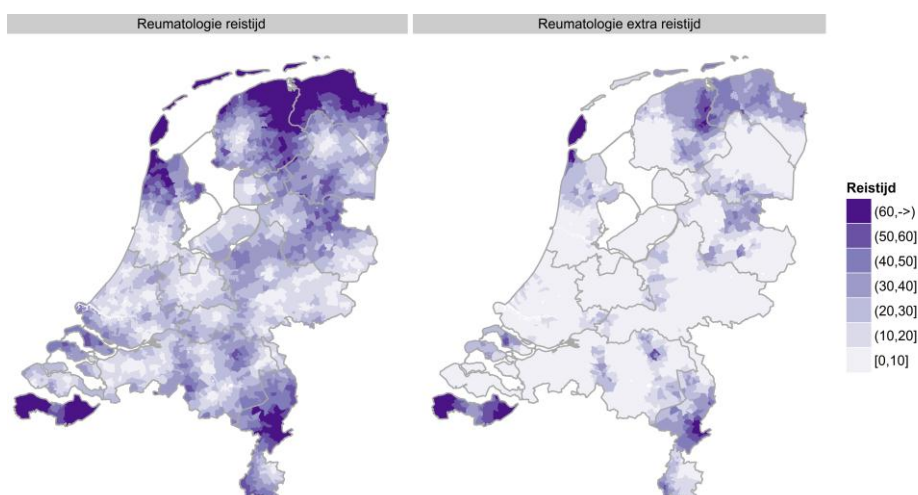 Reumatologie reistijd
Reumatologie extra reistijd
Reistijd
(60,->)
(50,60]
(40,50]
(30,40]
(20,30]
(10,20]
[0,10]